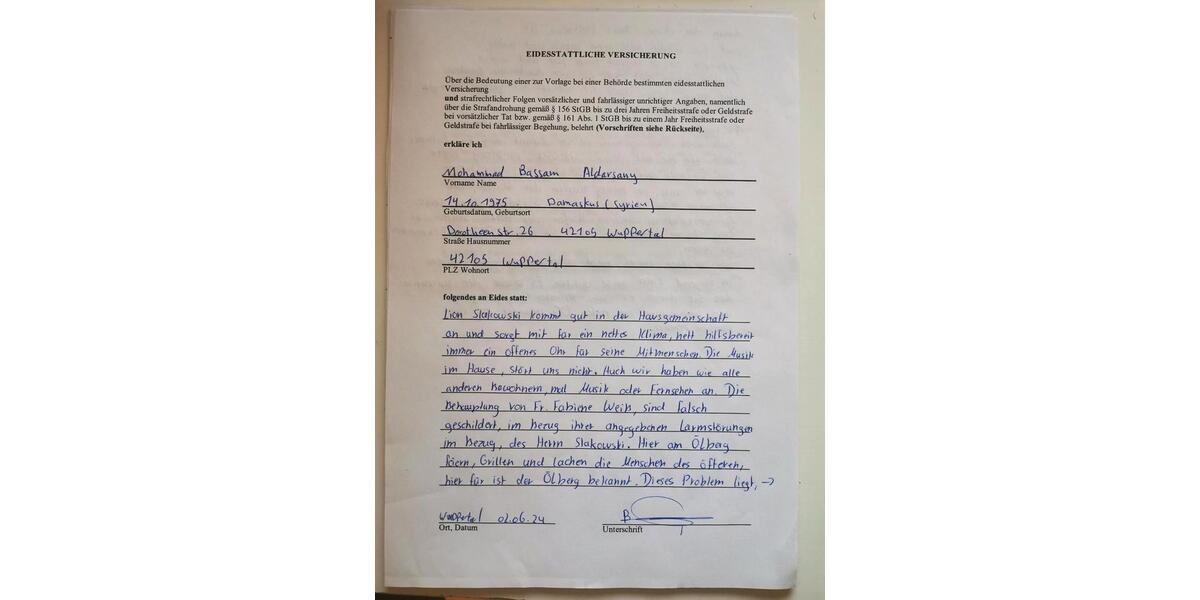 EIDESSTATTLICHE VERSICHERUNG
Über die Bedeutung einer zur Vorlage bei einer Behörde bestimmten eidesstattlichen
Versicherung
und strafrechtlicher Folgen vorsätzlicher und fahrlässiger unrichtiger Angaben, namentlich
über die Strafandrohung gemäß § 156 StGB bis zu drei Jahren Freiheitsstrafe oder Geldstrafe
bei vorsätzlicher Tat bzw. gemäß § 161 Abs. 1 StGB bis zu einem Jahr Freiheitsstrafe oder
Geldstrafe bei fahrlässiger Begehung, belehrt (Vorschriften siehe Rückseite),
erkläre ich
Mohammad Bassam Aldarsany
Vorname Name
14.10.1975 Damaskus (Syrien)
Geburtsdatum, Geburtsort
Dorotheenstr. 26 . 42105 Wuppertal
Straße Hausnummer
42105 Wuppertal
PLZ Wohnort
folgendes an Eides statt:
Lion Slakowski kommt gut in der Hausgemeinschaft
an und sorgt mit für ein nettes Klima, nett hilfsbereit
immer ein offenes Ohr für seine Mitmenschen. Die Musik
im Hause, stört uns nicht. Auch wir haben wie alle
anderen Bewohnern, mal Musik oder Fernsehen an. Die
Behauptung von Fr. Fabiene Weiß, sind falsch
geschildert, im bezug ihrer angegebenen Lärmstörungen
im bezug, des Herrn Slakowski. Hier am Ölberg
feiern, Grillen und lachen die Menschen des öfteren,
hier für ist der Ölberg bekannt. Dieses Problem liegt, →
Wuppertal 02.06.24
Ort, Datum
Unterschrift